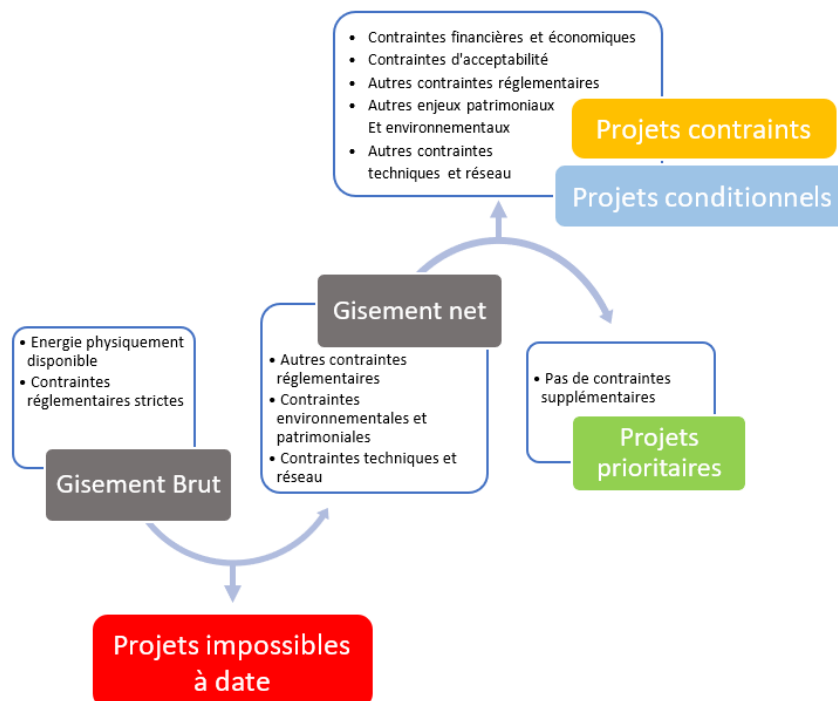 • Contraintes financières et économiques
• Contraintes d'acceptabilité
• Autres contraintes réglementaires
• Autres enjeux patrimoniaux
Et environnementaux
• Autres contraintes
techniques et réseau
Projets contraints
Projets conditionnels
Gisement net
• Autres contraintes
réglementaires
• Contraintes
environnementales et
patrimoniales
• Contraintes techniques et
réseau
• Energie physiquement
disponible
• Contraintes
réglementaires strictes
Gisement Brut
• Pas de contraintes
supplémentaires
Projets
prioritaires
Projets impossibles
à date